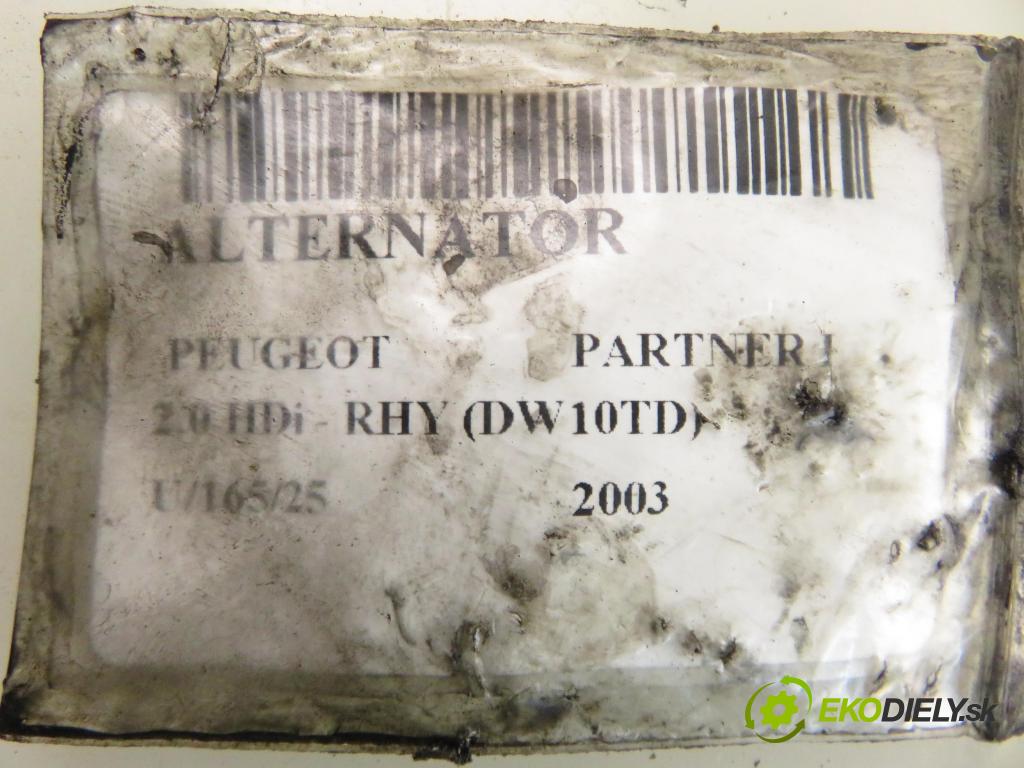 ALTERNATOR
PEUGEOT PARTNER I
2.0 HDi - RHY (DW10TD)
U/165/25 2003
EKODIELY.sk